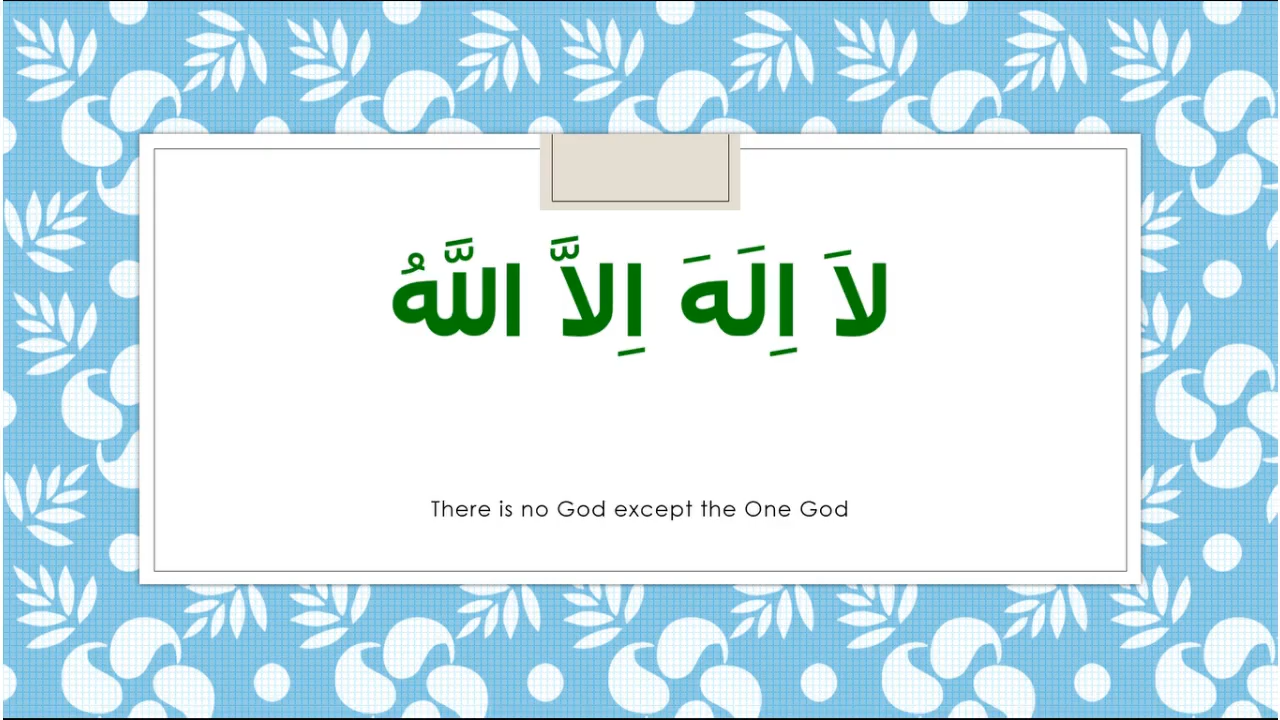 لاَ اِلَهَ اِلاَّ اللَّهُ
There is no God except the One God